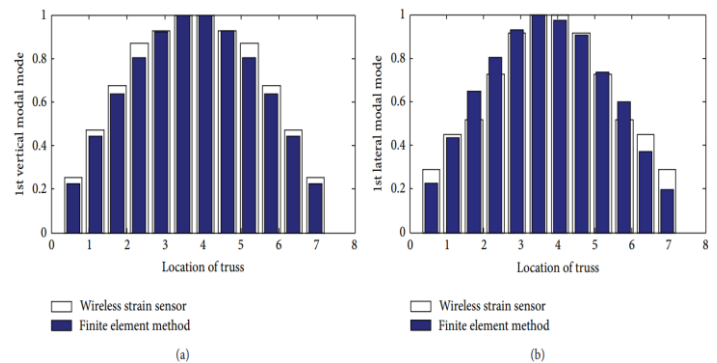 1
0.8
0.6
0.4
0.2
0
1st vertical modal mode
0 1 2 3 4 5 6 7 8
Location of truss
Wireless strain sensor
Finite element method
(a)
1
0.8
0.6
0.4
0.2
0
1st lateral modal mode
0 1 2 3 4 5 6 7 8
Location of truss
Wireless strain sensor
Finite element method
(b)